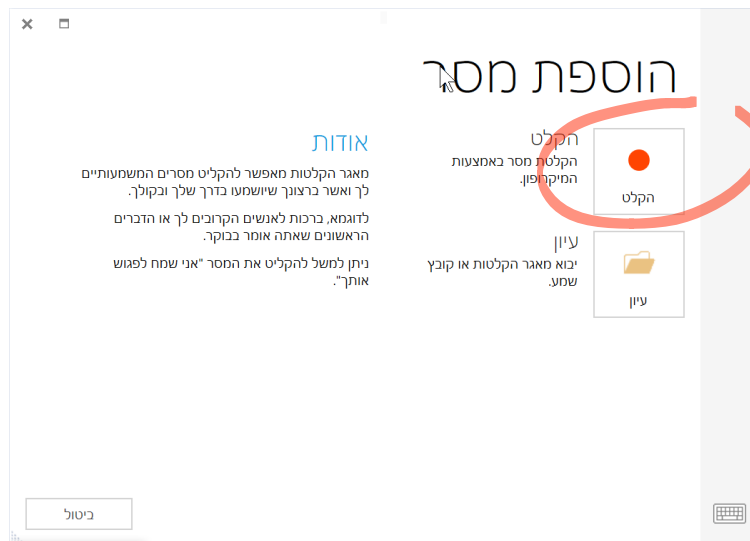 הוספת מסר
הקלט
הקלטת מסר באמצעות
המיקרופון.
הקלט
עיון
יבוא מאגר הקלטות או קובץ
שמע.
עיון
אודות
מאגר הקלטות מאפשר להקליט מסרים המשמעותיים
לך ואשר ברצונך שיושמעו בדרך שלך ובקולך.
לדוגמא, ברכות לאנשים הקרובים לך או הדברים
הראשונים שאתה אומר בבוקר.
ניתן למשל להקליט את המסר "אני שמח לפגוש
אותך".
ביטול